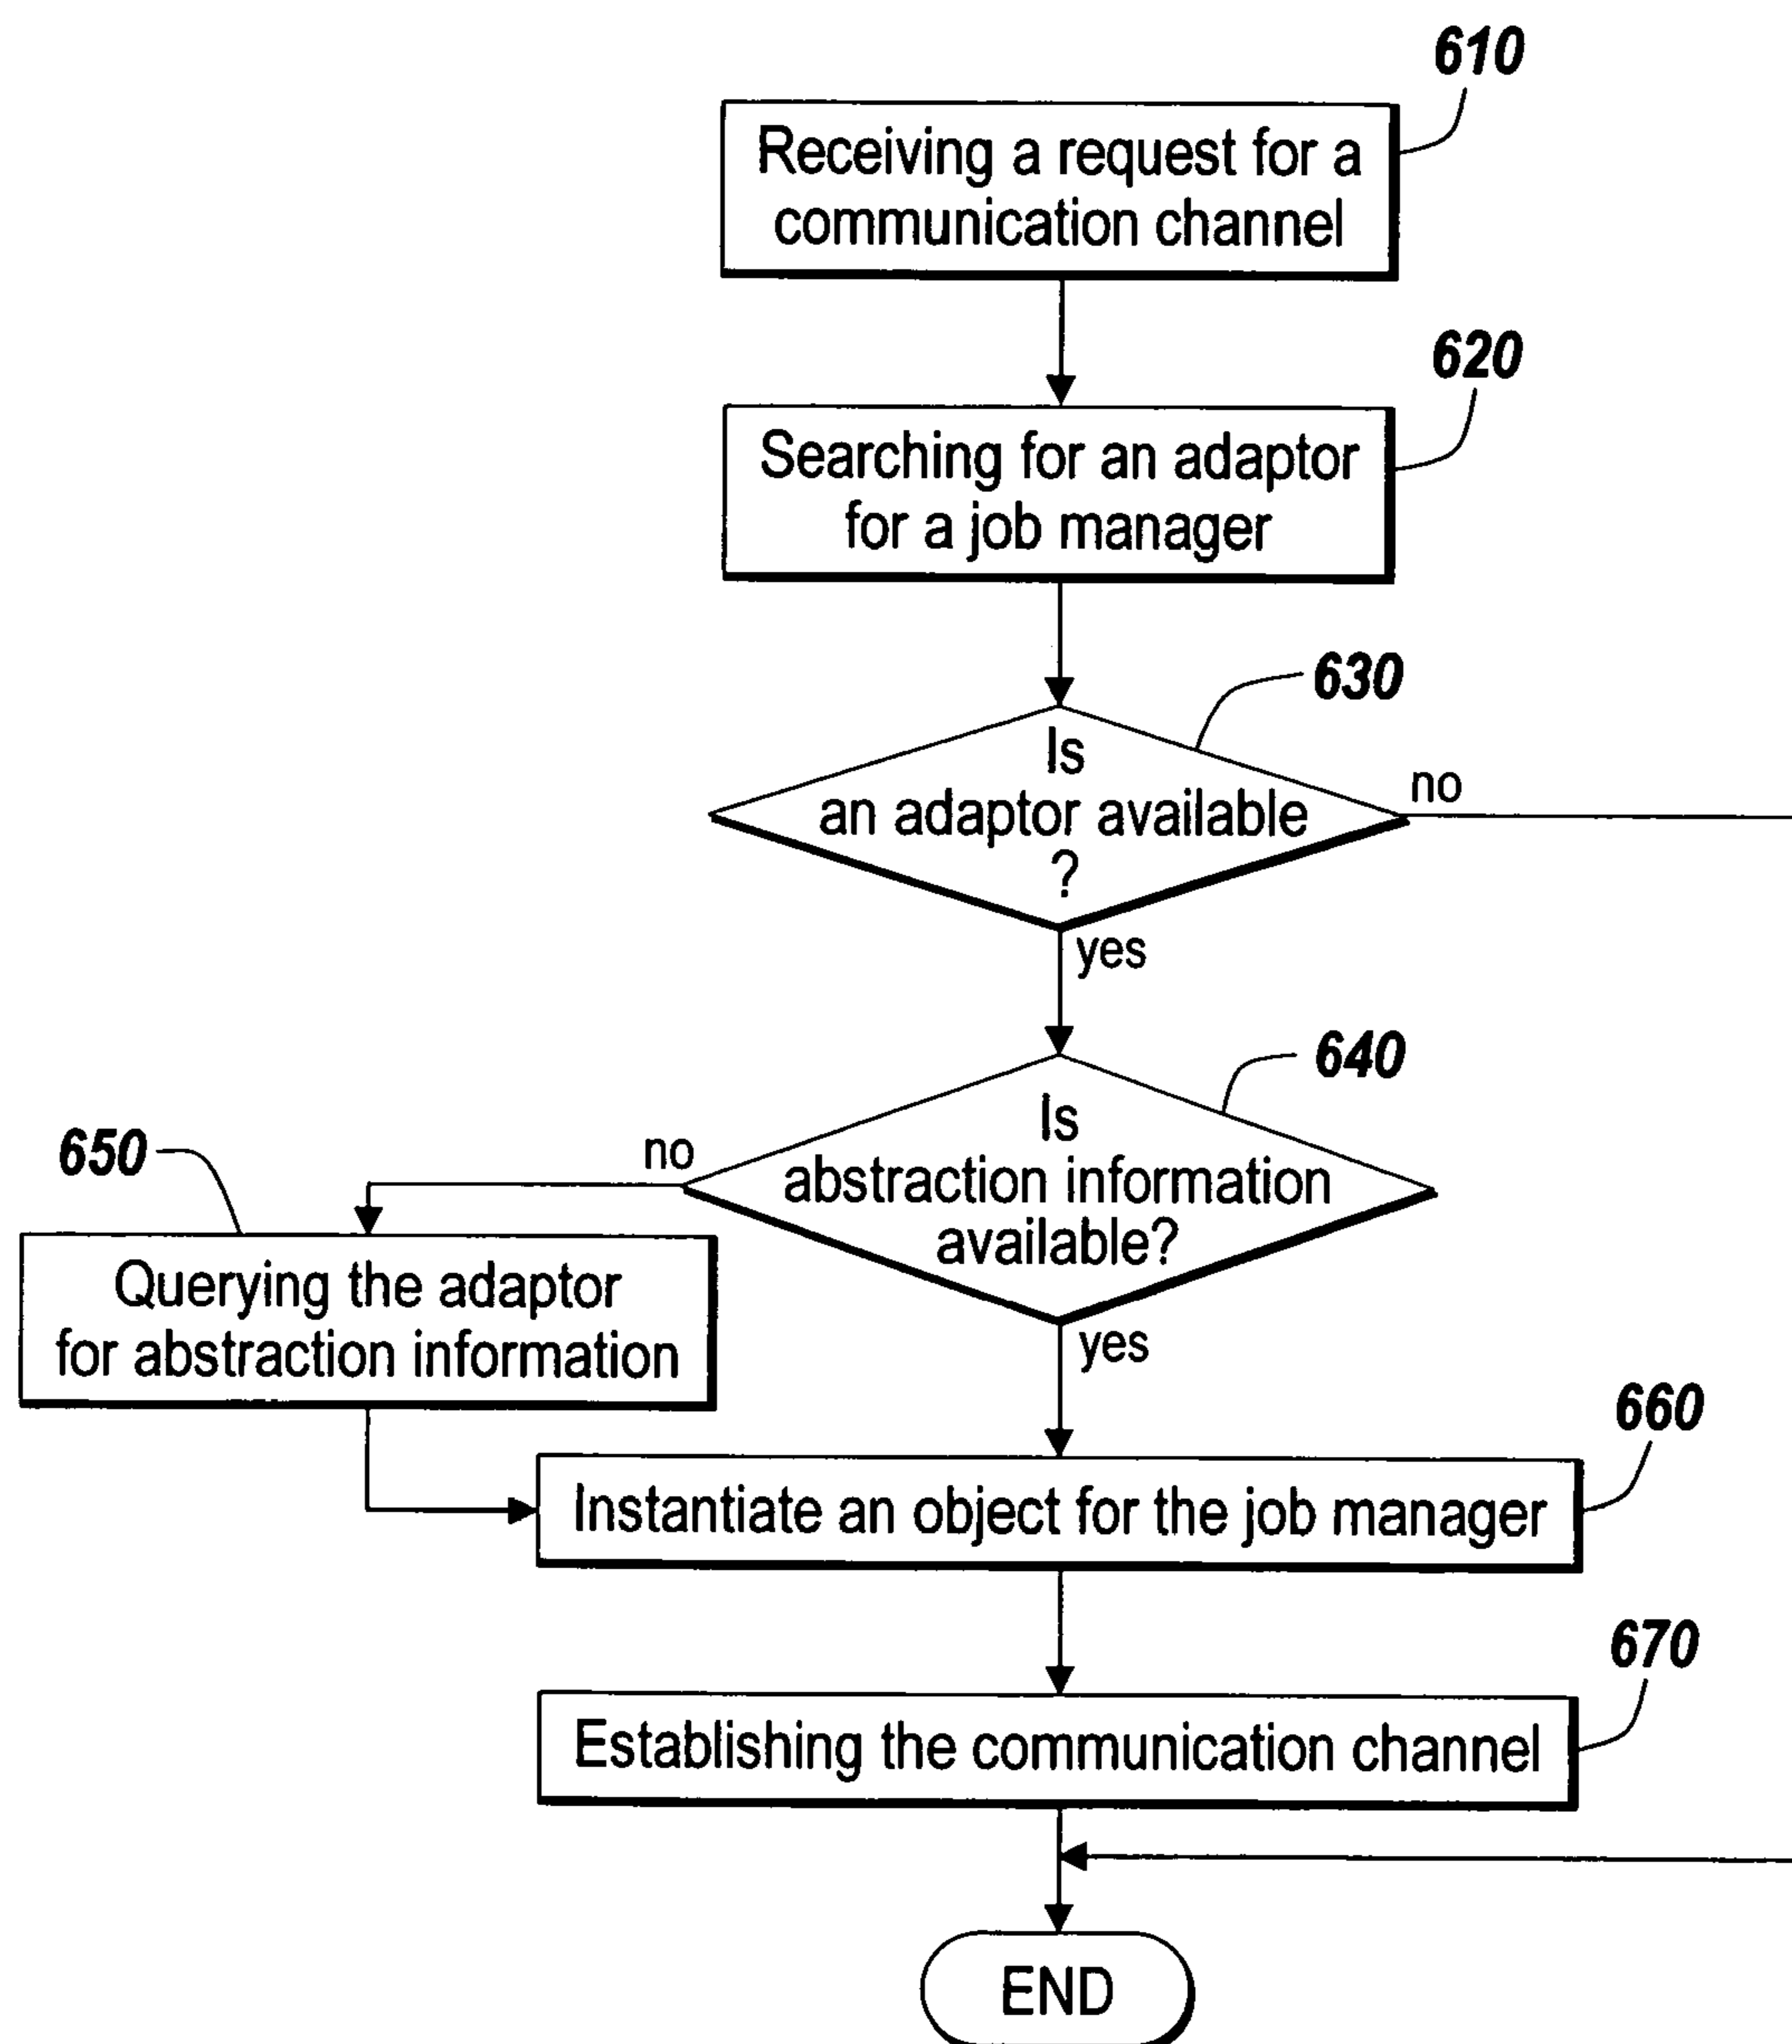 610
Receiving a request for a
communication channel
620
Searching for an adaptor
for a job manager
630
Is
an adaptor available
?
no
yes
640
Is
abstraction information
available?
no
yes
650
Querying the adaptor
for abstraction information
660
Instantiate an object for the job manager
670
Establishing the communication channel
END